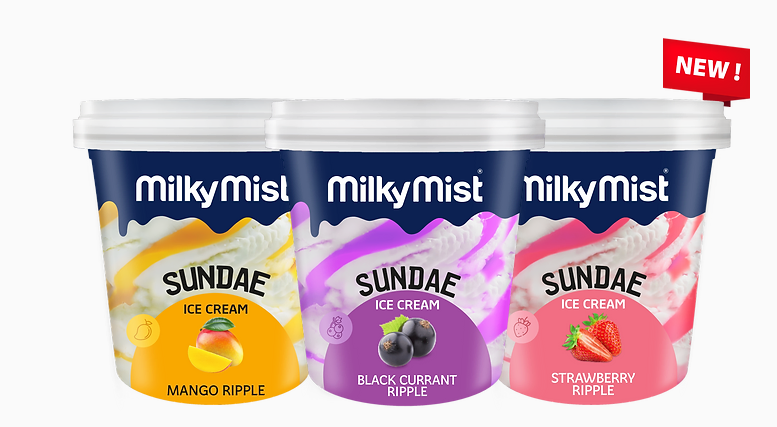 NEW !
MilkyMist
SUNDAE
ICE CREAM
MANGO RIPPLE
MilkyMist®
SUNDAE
ICE CREAM
BLACK CURRANT
RIPPLE
MilkyMist®
SUNDAE
ICE CREAM
STRAWBERRY
RIPPLE